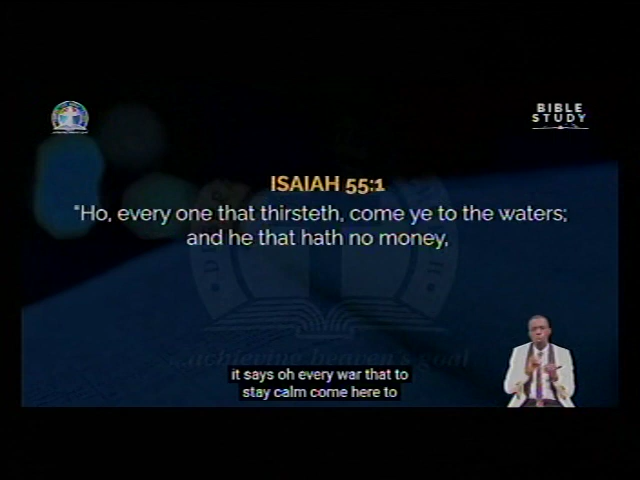 BIBLE
STUDY
ISAIAH 55:1
"Ho, every one that thirsteth, come ye to the waters;
and he that hath no money,
achieving heaven's goal
it says oh every war that to
stay calm come here to